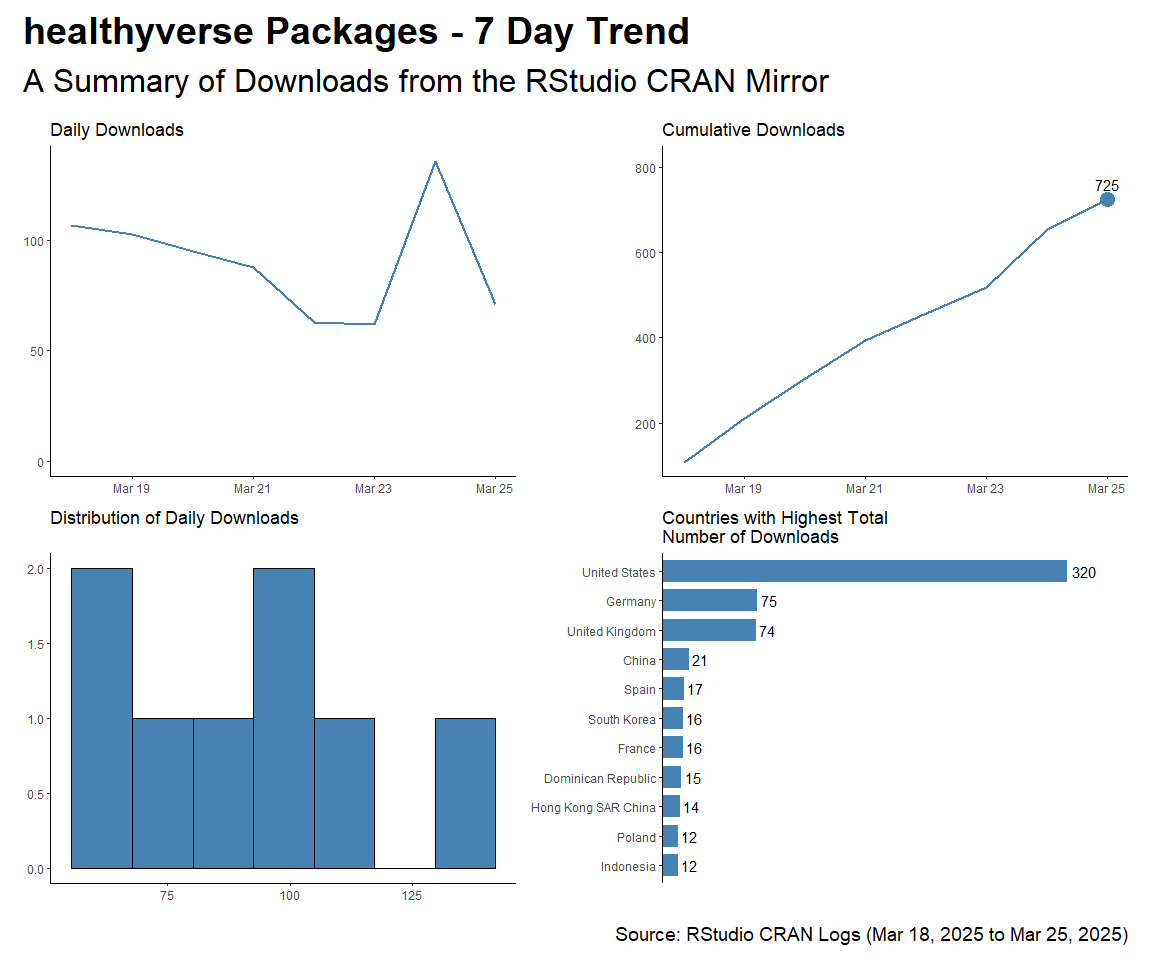 healthyverse Packages - 7 Day Trend
A Summary of Downloads from the RStudio CRAN Mirror
Daily Downloads
100
50
0
Mar 19
Mar 21
Mar 23
Mar 25
Cumulative Downloads
800
600
400
200
725
Mar 19
Mar 21
Mar 23
Mar 25
Distribution of Daily Downloads
2.0
1.5
1.0
0.5
0.0
75
100
125
Countries with Highest Total
Number of Downloads
United States 320
Germany 75
United Kingdom 74
China 21
Spain 17
South Korea 16
France 16
Dominican Republic 15
Hong Kong SAR China 14
Poland 12
Indonesia 12
Source: RStudio CRAN Logs (Mar 18, 2025 to Mar 25, 2025)